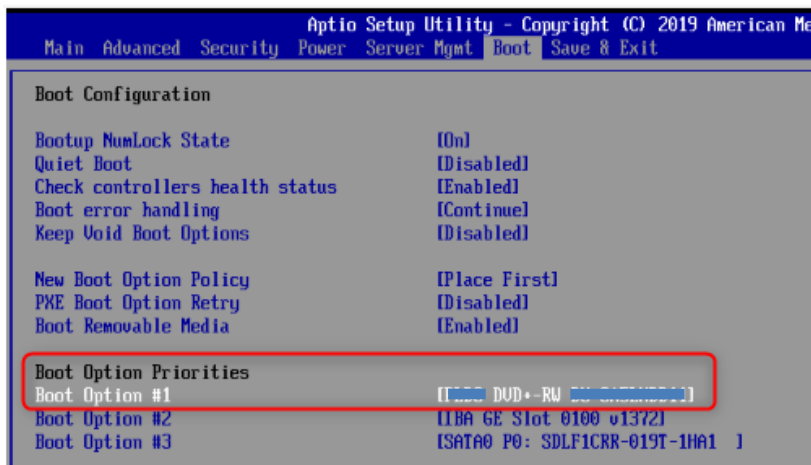 Aptio Setup Utility - Copyright (C) 2019 American Me
Main Advanced Security Power Server Mgmt Boot Save & Exit
Boot Configuration
Bootup NumLock State [On]
Quiet Boot [Disabled]
Check controllers health status [Enabled]
Boot error handling [Continue]
Keep Void Boot Options [Disabled]
New Boot Option Policy [Place First]
PXE Boot Option Retry [Disabled]
Boot Removable Media [Enabled]
Boot Option Priorities
Boot Option #1 [ DVD+-RW ]
Boot Option #2 [IBA GE Slot 0100 v1372]
Boot Option #3 [SATA0 P0: SDLF1CRR-019T-1HA1 ]